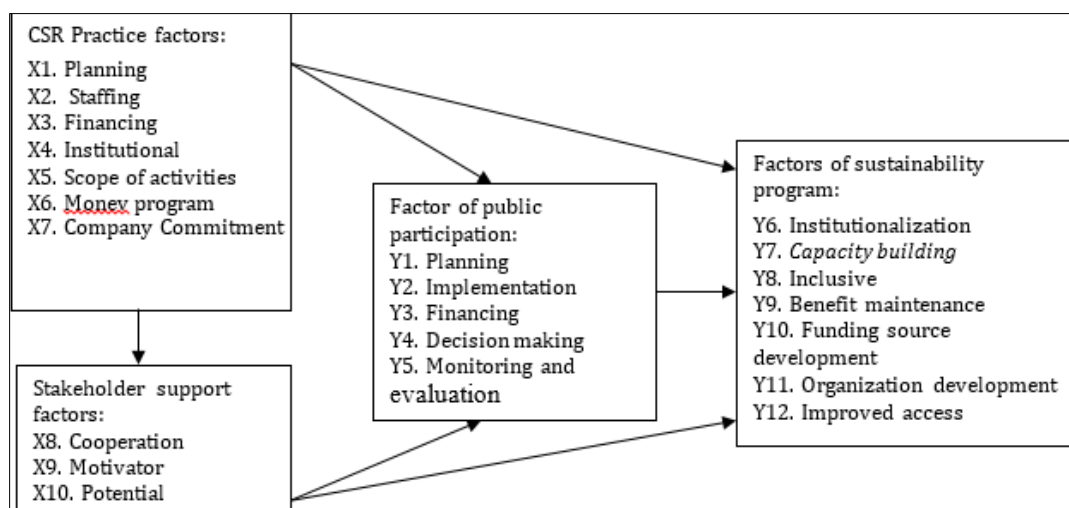 CSR Practice factors:
X1. Planning
X2. Staffing
X3. Financing
X4. Institutional
X5. Scope of activities
X6. Monev program
X7. Company Commitment
Stakeholder support
factors:
X8. Cooperation
X9. Motivator
X10. Potential
Factor of public
participation:
Y1. Planning
Y2. Implementation
Y3. Financing
Y4. Decision making
Y5. Monitoring and
evaluation
Factors of sustainability
program:
Y6. Institutionalization
Y7. Capacity building
Y8. Inclusive
Y9. Benefit maintenance
Y10. Funding source
development
Y11. Organization development
Y12. Improved access